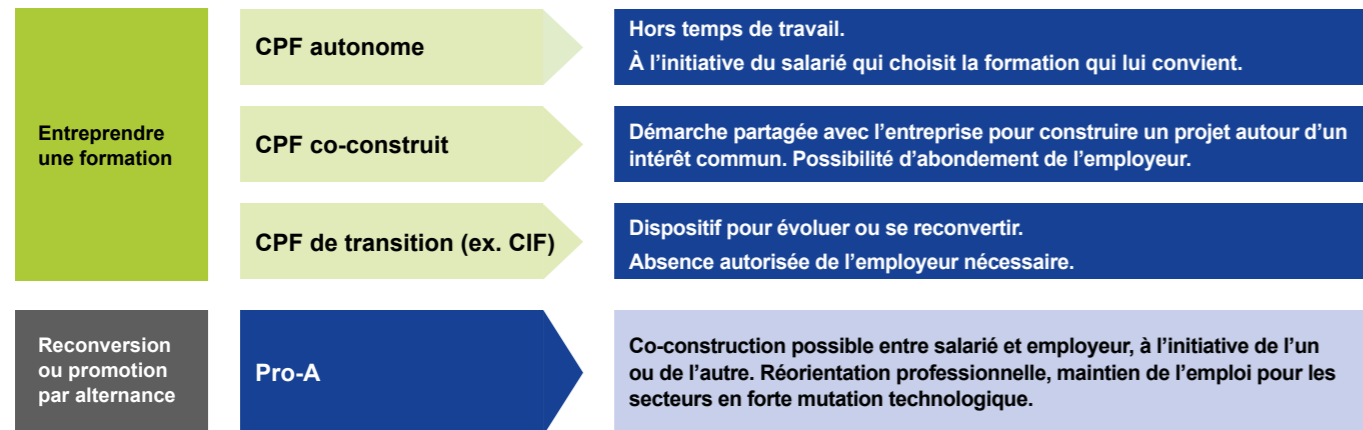 Entreprendre
une formation
CPF autonome
Hors temps de travail.
À l’initiative du salarié qui choisit la formation qui lui convient.
CPF co-construit
Démarche partagée avec l’entreprise pour construire un projet autour d’un
intérêt commun. Possibilité d’abondement de l’employeur.
CPF de transition (ex. CIF)
Dispositif pour évoluer ou se reconvertir.
Absence autorisée de l’employeur nécessaire.
Reconversion
ou promotion
par alternance
Pro-A
Co-construction possible entre salarié et employeur, à l’initiative de l’un
ou de l’autre. Réorientation professionnelle, maintien de l’emploi pour les
secteurs en forte mutation technologique.